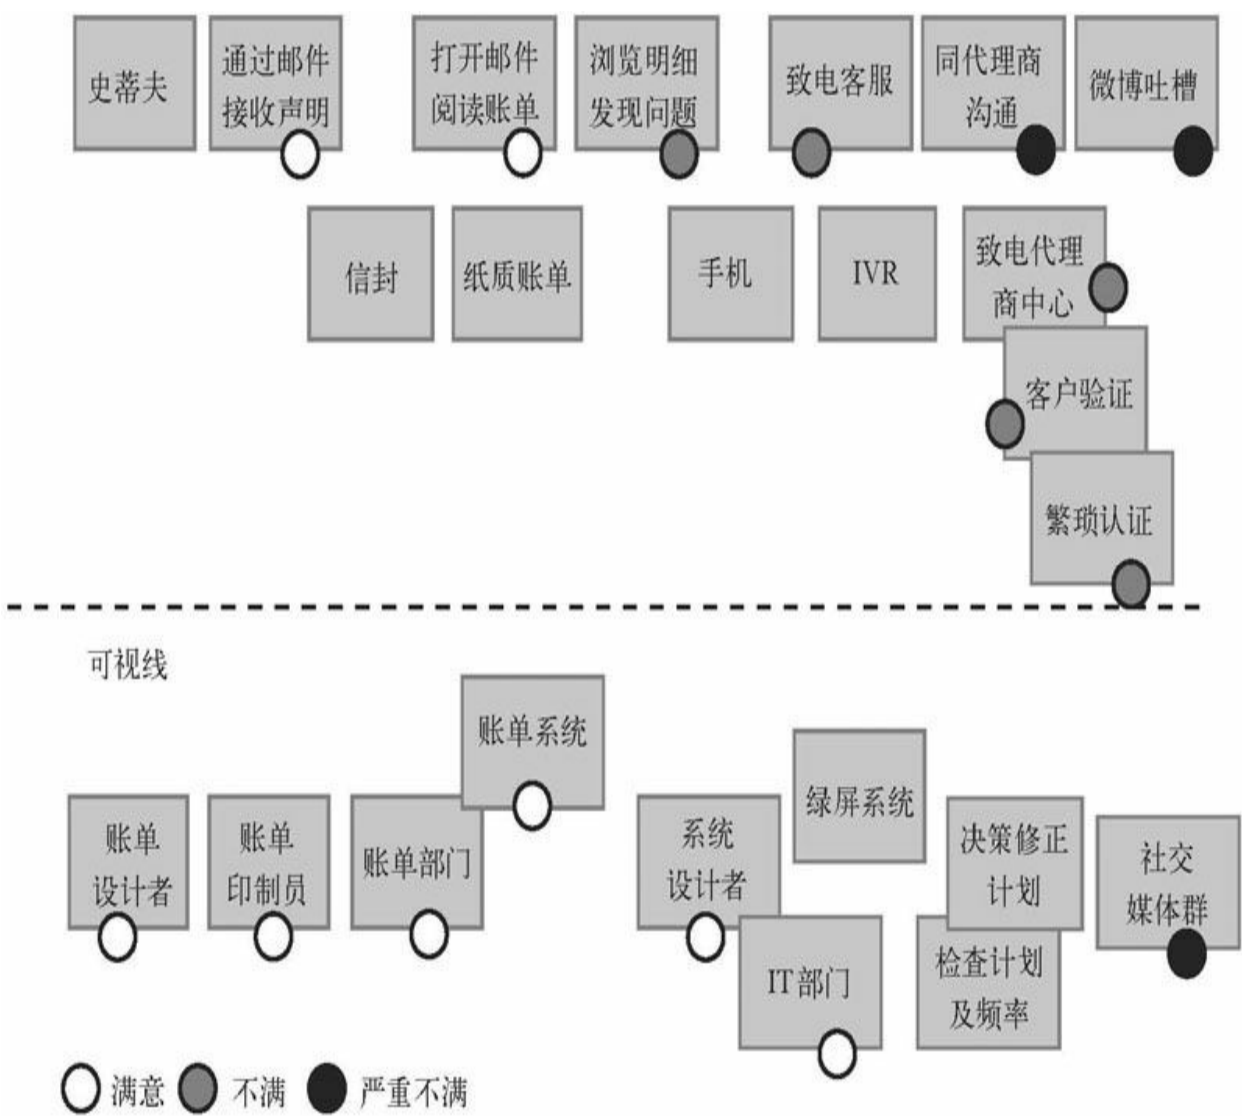 史蒂夫
通过邮件
接收声明
打开邮件
阅读账单
浏览明细
发现问题
致电客服
同代理商
沟通
微博吐槽
信封
纸质账单
手机
IVR
致电代理
商中心
客户验证
繁琐认证
可视线
账单系统
账单
设计者
账单
印制员
账单部门
系统
设计者
绿屏系统
决策修正
计划
社交
媒体群
IT部门
检查计划
及频率
满意
不满
严重不满